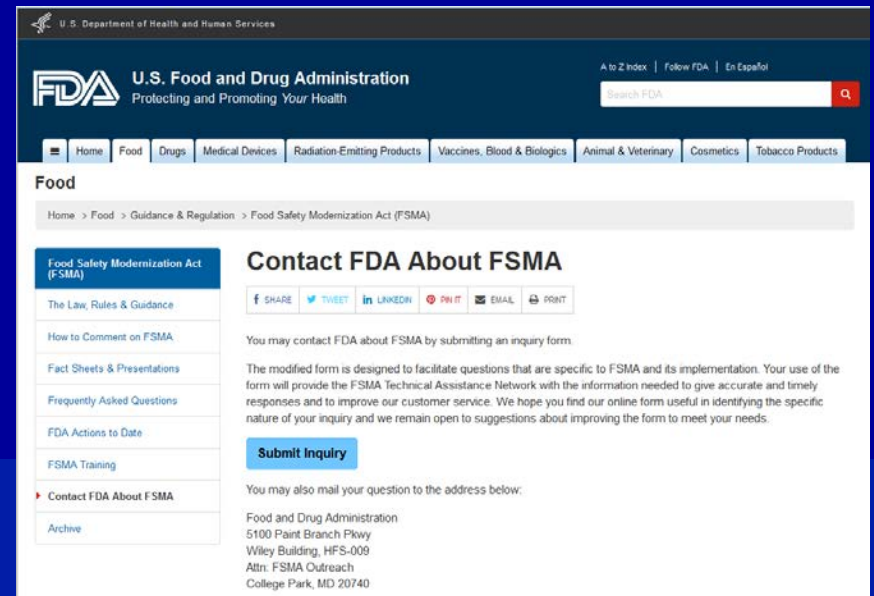 U.S. Department of Health and Human Services
A to Z Index | Follow FDA | En Español
FDA
U.S. Food and Drug Administration
Protecting and Promoting Your Health
Search FDA
Home Food Drugs Medical Devices Radiation-Emitting Products Vaccines, Blood & Biologics Animal & Veterinary Cosmetics Tobacco Products
Food
Home > Food > Guidance & Regulation > Food Safety Modernization Act (FSMA)
Food Safety Modernization Act
(FSMA)
The Law, Rules & Guidance
How to Comment on FSMA
Fact Sheets & Presentations
Frequently Asked Questions
FDA Actions to Date
FSMA Training
Contact FDA About FSMA
Archive
Contact FDA About FSMA
SHARE TWEET LINKEDIN PIN IT EMAIL PRINT
You may contact FDA about FSMA by submitting an inquiry form.
The modified form is designed to facilitate questions that are specific to FSMA and its implementation. Your use of the
form will provide the FSMA Technical Assistance Network with the information needed to give accurate and timely
responses and to improve our customer service. We hope you find our online form useful in identifying the specific
nature of your inquiry and we remain open to suggestions about improving the form to meet your needs.
Submit Inquiry
You may also mail your question to the address below:
Food and Drug Administration
5100 Paint Branch Pkwy
Wiley Building, HFS-009
Attn: FSMA Outreach
College Park, MD 20740